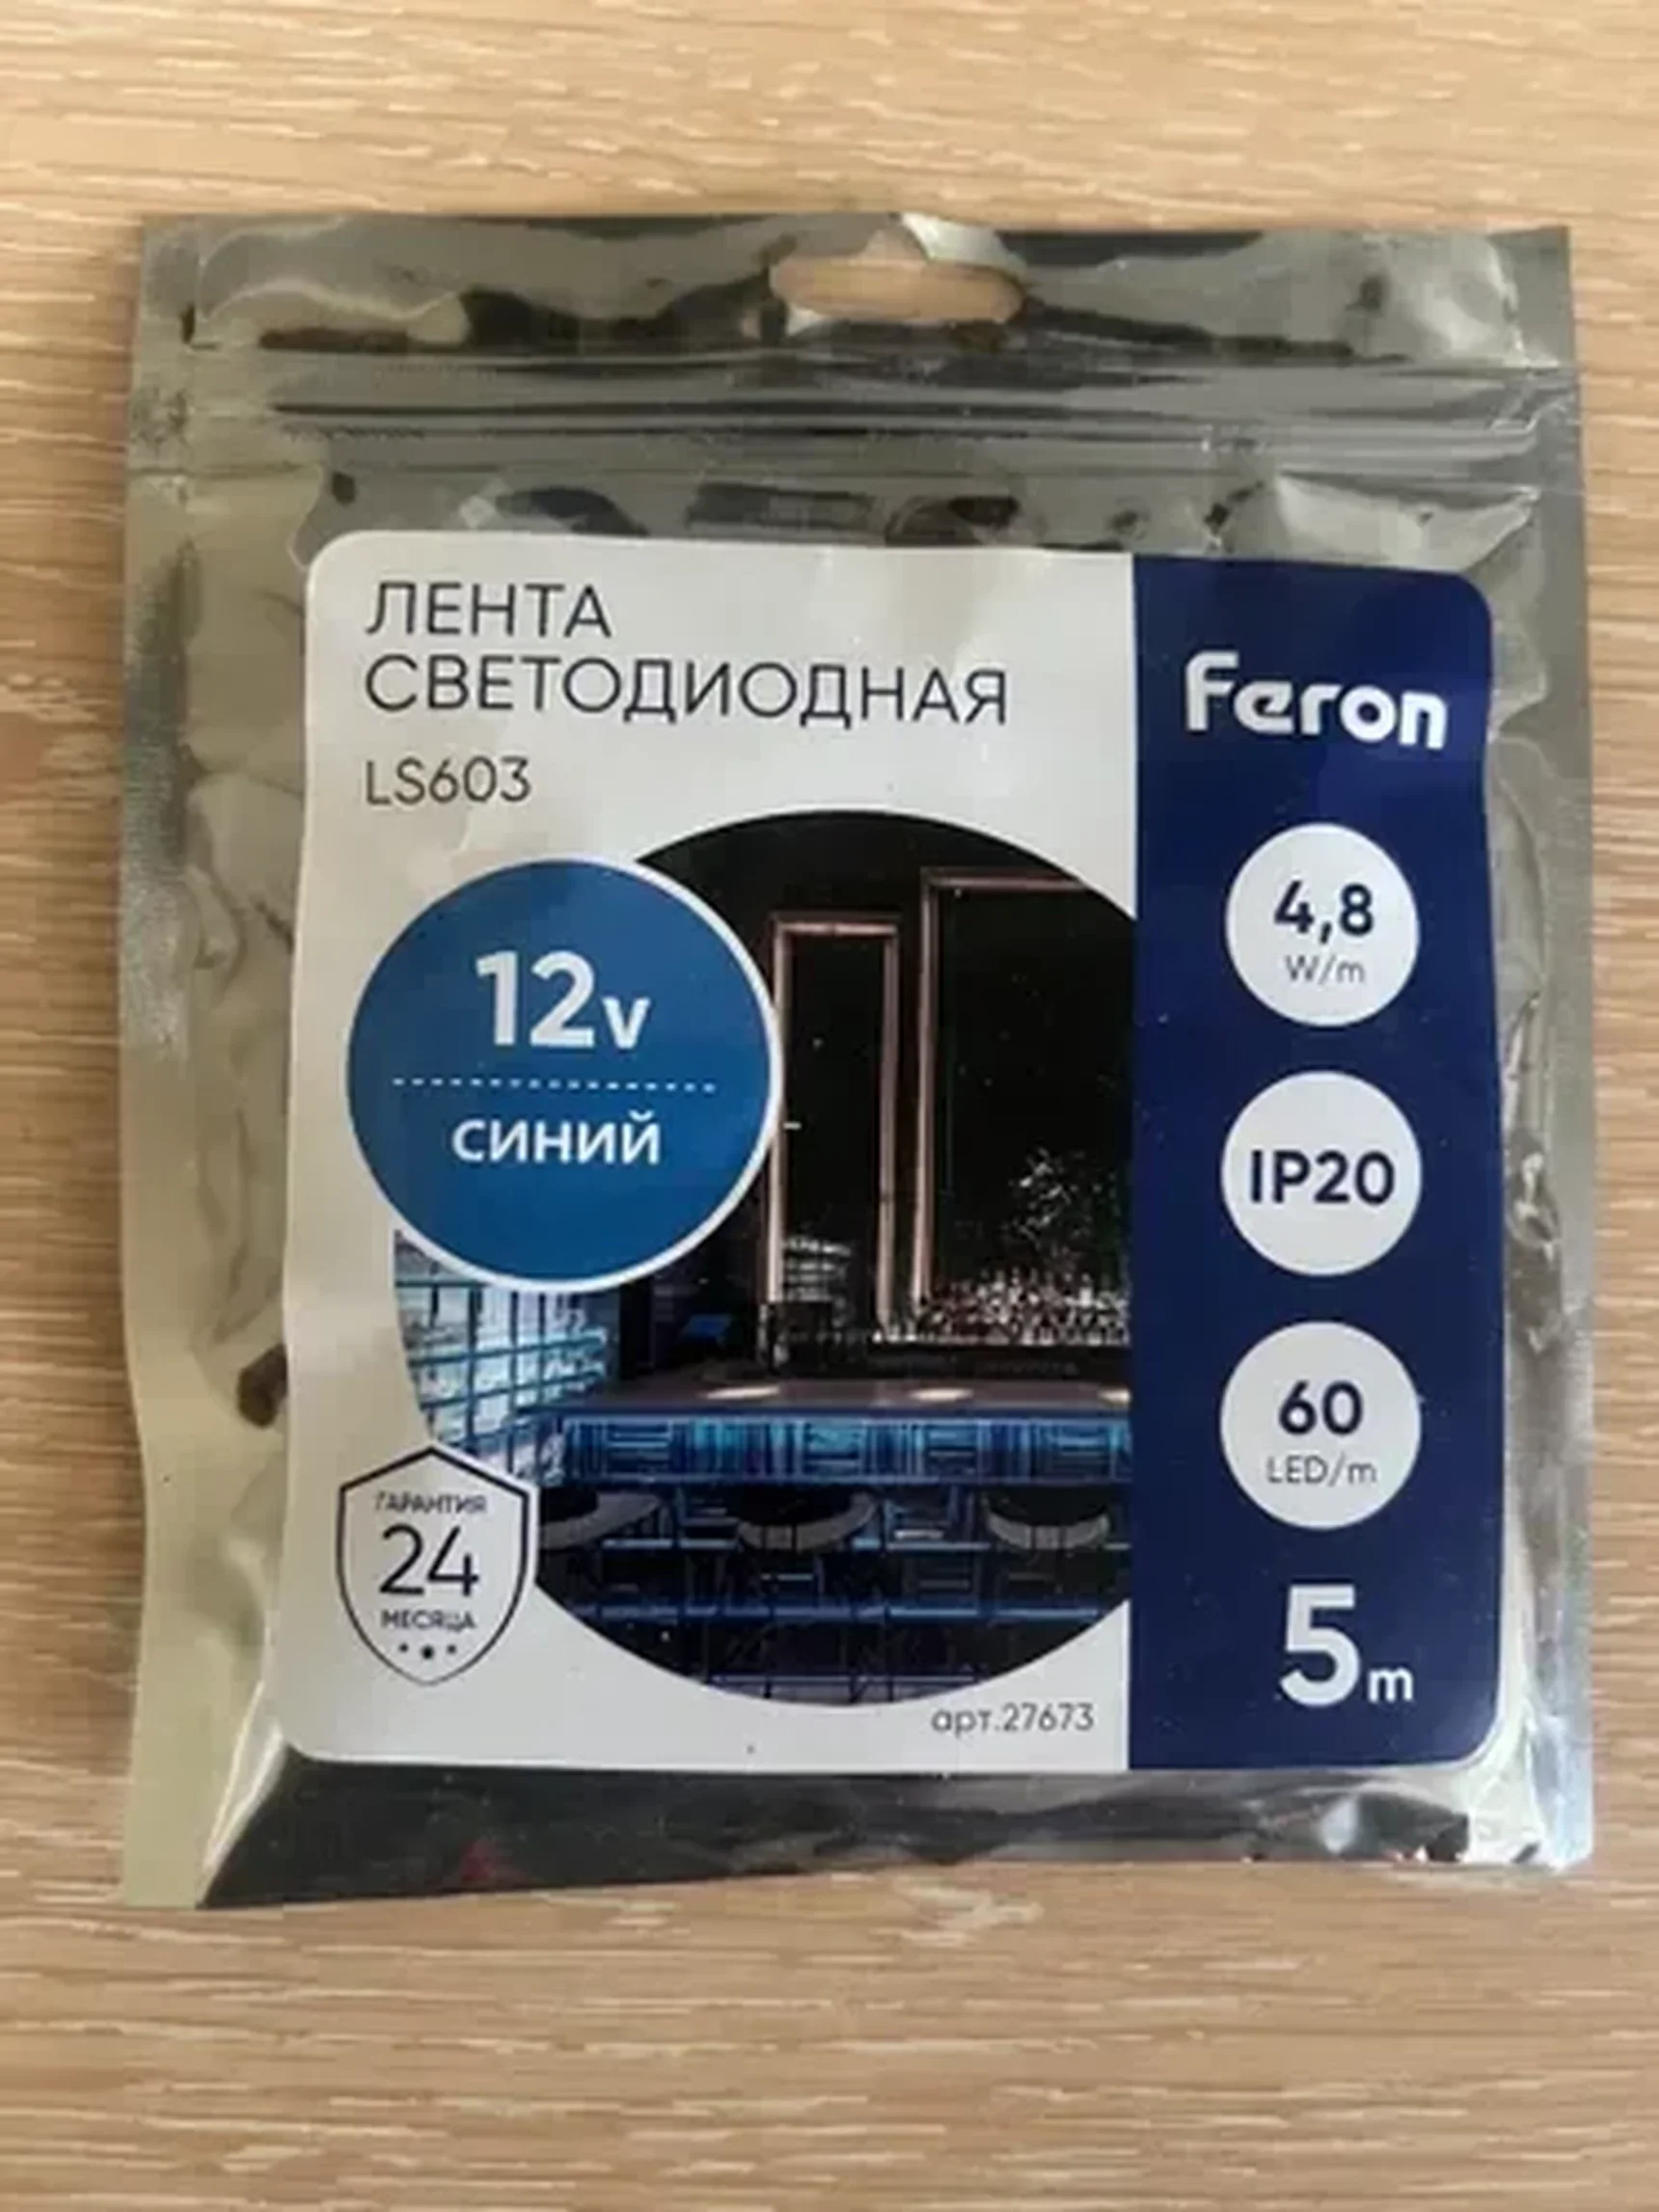 ЛЕНТА
СВЕТОДИОДНАЯ
LS603
12v
СИНИЙ
ГАРАНТИЯ
24
МЕСЯЦА
арт.27673
Feron
4,8
W/m
IP20
60
LED/m
5m